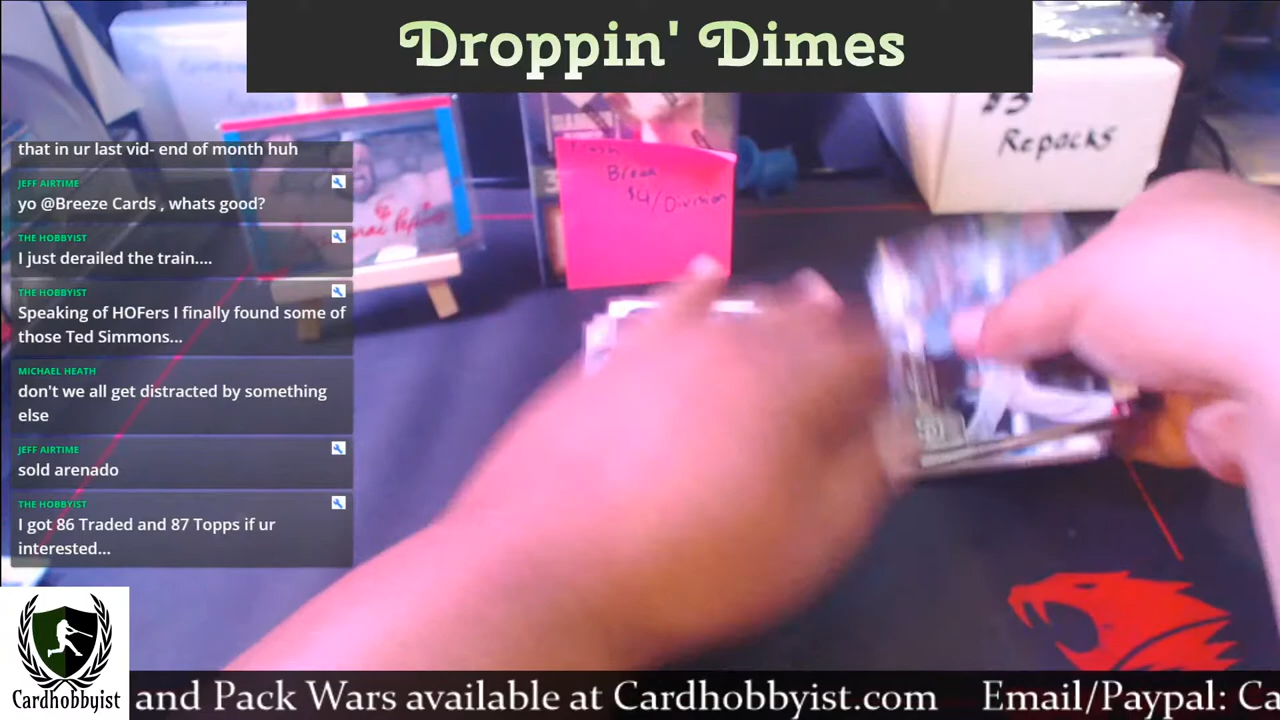 Droppin' Dimes
that in ur last vid- end of month huh
JEFF AIRTIME
yo @Breeze Cards , whats good?
THE HOBBYIST
I just derailed the train....
THE HOBBYIST
Speaking of HOFers I finally found some of
those Ted Simmons...
MICHAEL HEATH
don't we all get distracted by something
else
JEFF AIRTIME
sold arenado
THE HOBBYIST
I got 86 Traded and 87 Topps if ur
interested...
$3
Repacks
Break
$4/Division
Cardhobbyist
and Pack Wars available at Cardhobbyist.com Email/Paypal: Ca